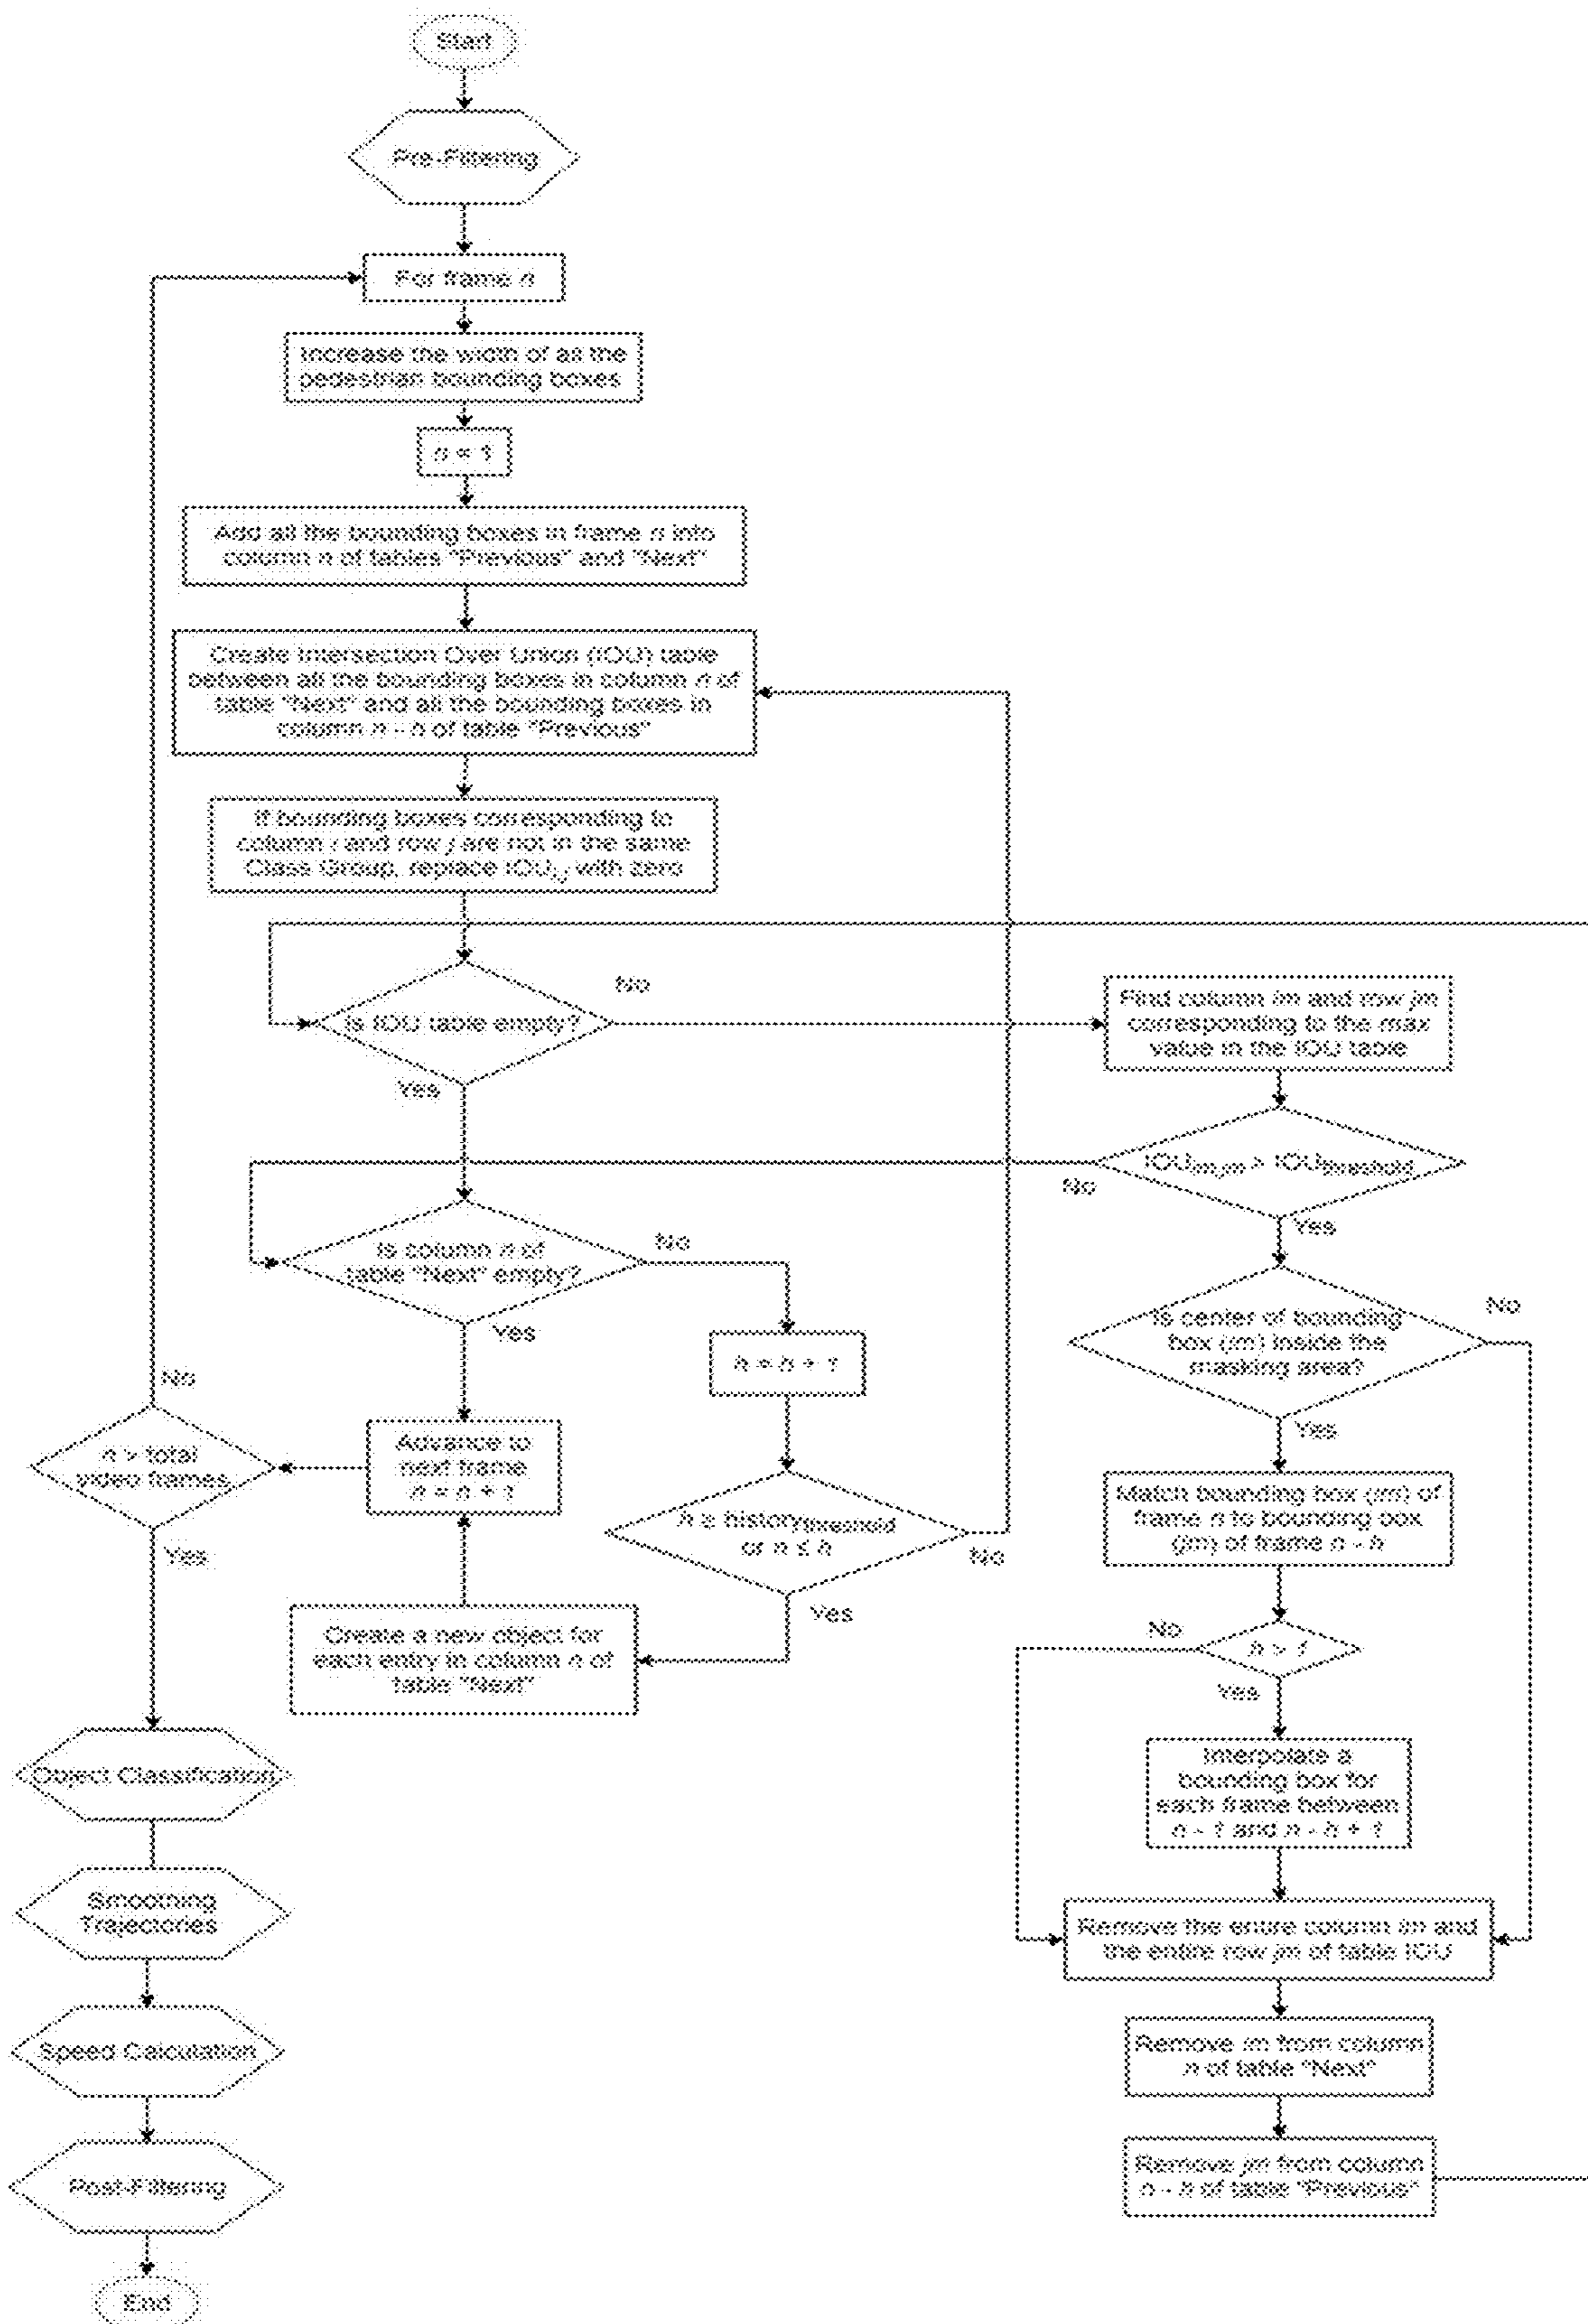 Start
Pre-Filtering
For frame n
Increase the width of all the
pedestrian bounding boxes
h = 1
Add all the bounding boxes in frame n into
column n of tables "Previous" and "Next"
Create Intersection Over Union (IOU) table
between all the bounding boxes in column n of
table "Next" and all the bounding boxes in
column n - h of table "Previous"
If bounding boxes corresponding to
column i and row j are not in the same
Class Group, replace IOUi,j with zero
Is IOU table empty?
No
Yes
Find column im and row jm
corresponding to the max
value in the IOU table
IOUim,jm > IOUthreshold
No
Yes
Is column n of
table "Next" empty?
No
Yes
Is center of bounding
box (im) inside the
masking area?
No
Yes
h = h + 1
No
n > total
video frames
Yes
Advance to
next frame
n = n + 1
h ≥ historythreshold
or n ≤ h
No
Yes
Match bounding box (im) of
frame n to bounding box
(jm) of frame n - h
Create a new object for
each entry in column n of
table "Next"
No
h > 1
Yes
Interpolate a
bounding box for
each frame between
n - 1 and n - h + 1
Object Classification
Smoothing
Trajectories
Remove the entire column im and
the entire row jm of table IOU
Speed Calculation
Remove im from column
n of table "Next"
Post-Filtering
Remove jm from column
n - h of table "Previous"
End